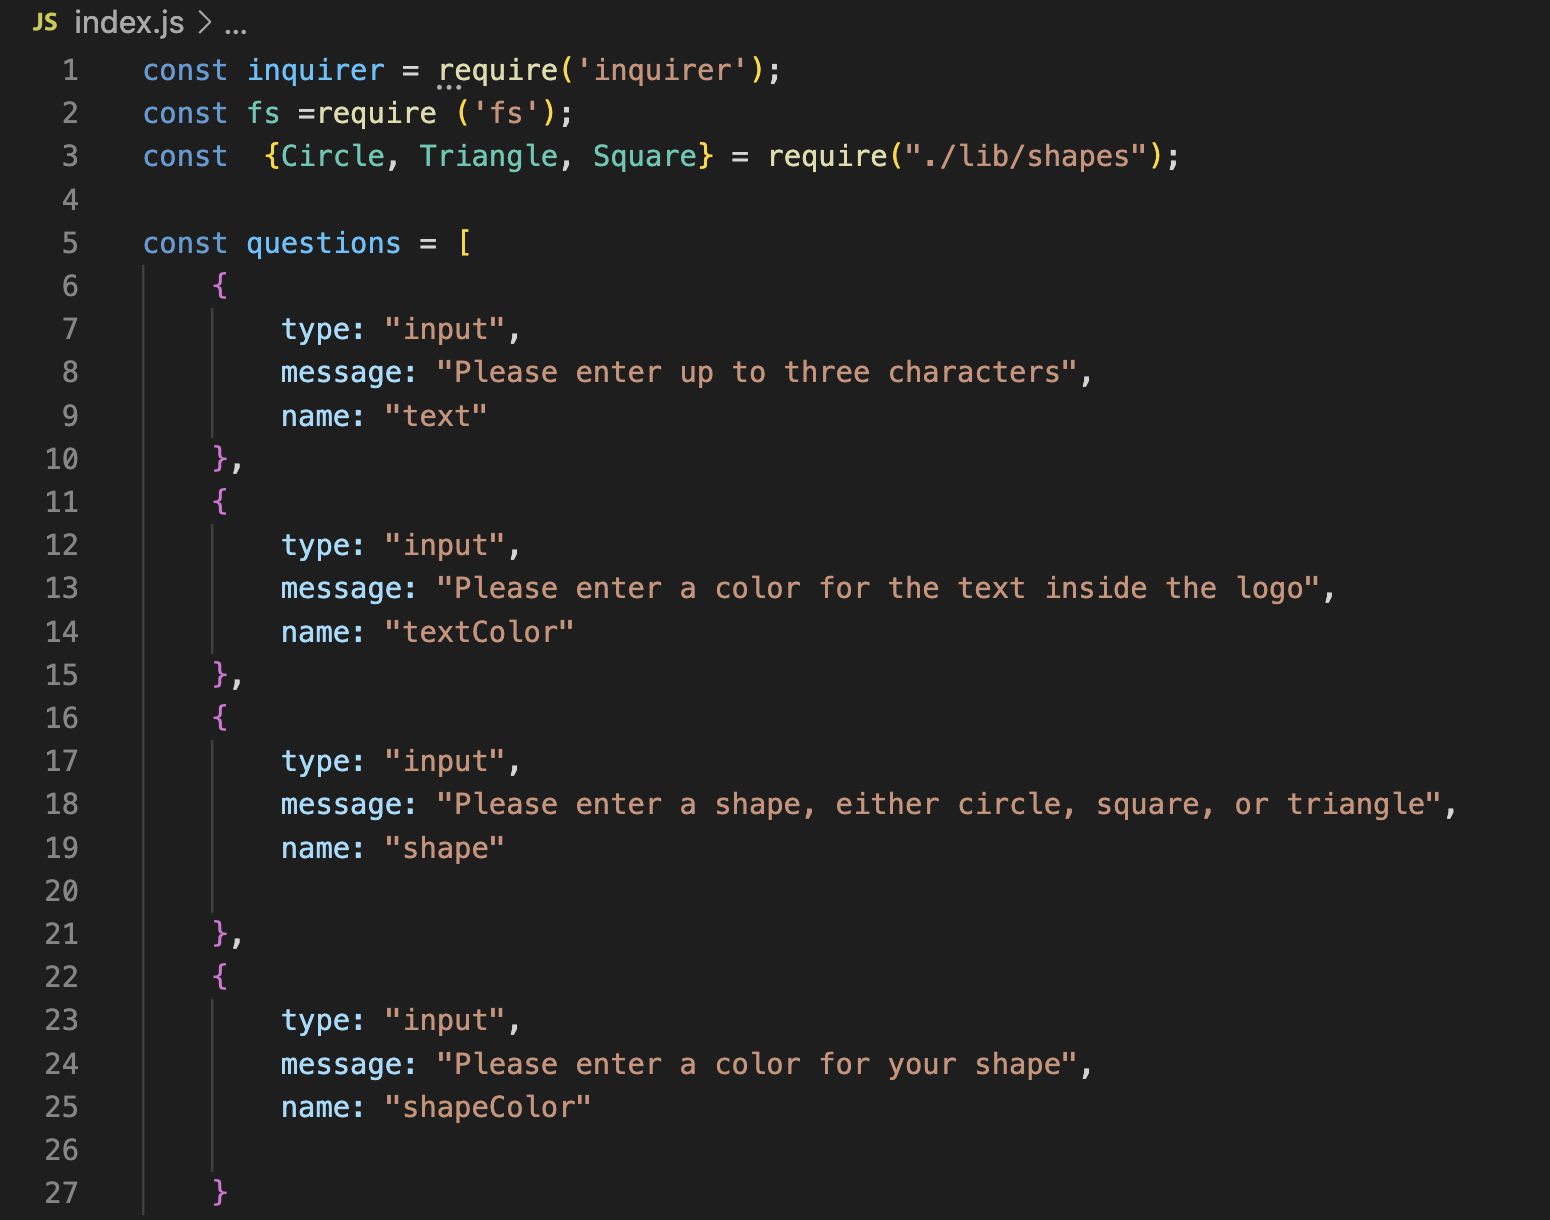 JS index.js > ...
1 const inquirer = require('inquirer');
2 const fs =require ('fs');
3 const  {Circle, Triangle, Square} = require("./lib/shapes");
4
5 const questions = [
6     {
7         type: "input",
8         message: "Please enter up to three characters",
9         name: "text"
10     },
11     {
12         type: "input",
13         message: "Please enter a color for the text inside the logo",
14         name: "textColor"
15     },
16     {
17         type: "input",
18         message: "Please enter a shape, either circle, square, or triangle",
19         name: "shape"
20
21     },
22     {
23         type: "input",
24         message: "Please enter a color for your shape",
25         name: "shapeColor"
26
27     }